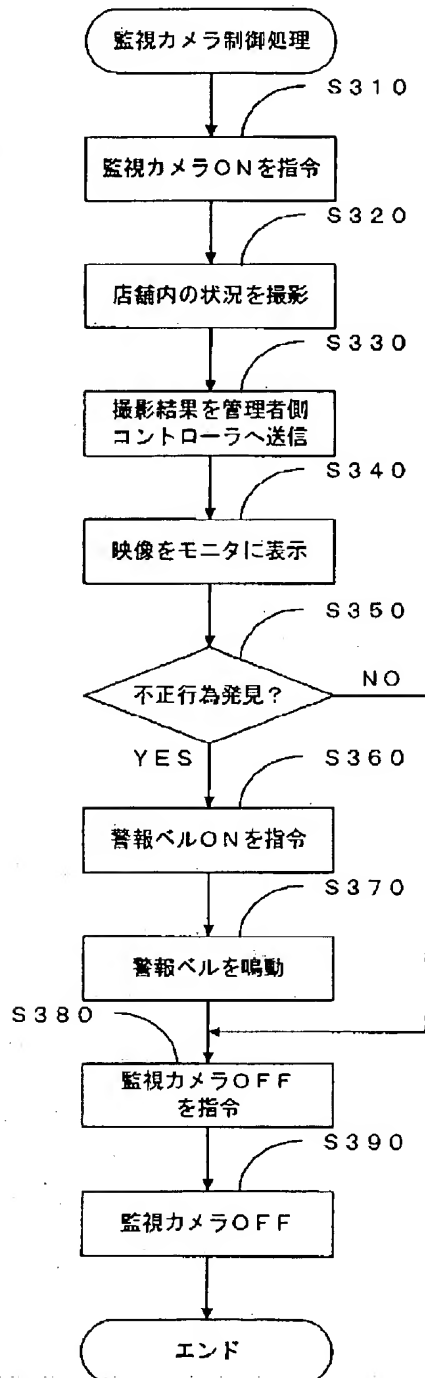 監視カメラ制御処理
S310
監視カメラONを指令
S320
店舗内の状況を撮影
S330
撮影結果を管理者側
コントローラへ送信
S340
映像をモニタに表示
S350
不正行為発見?
NO
YES
S360
警報ベルONを指令
S370
警報ベルを鳴動
S380
監視カメラOFF
を指令
S390
監視カメラOFF
エンド